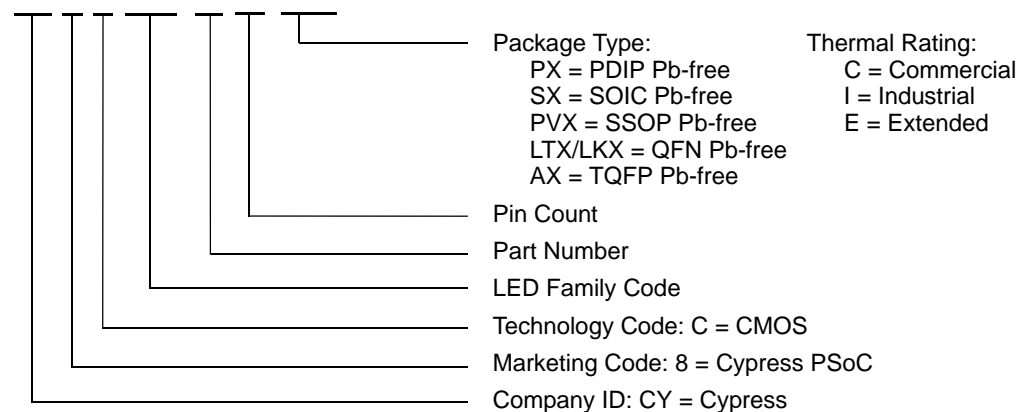 Package Type: Thermal Rating:
PX = PDIP Pb-free C = Commercial
SX = SOIC Pb-free I = Industrial
PVX = SSOP Pb-free E = Extended
LTX/LKX = QFN Pb-free
AX = TQFP Pb-free
Pin Count
Part Number
LED Family Code
Technology Code: C = CMOS
Marketing Code: 8 = Cypress PSoC
Company ID: CY = Cypress